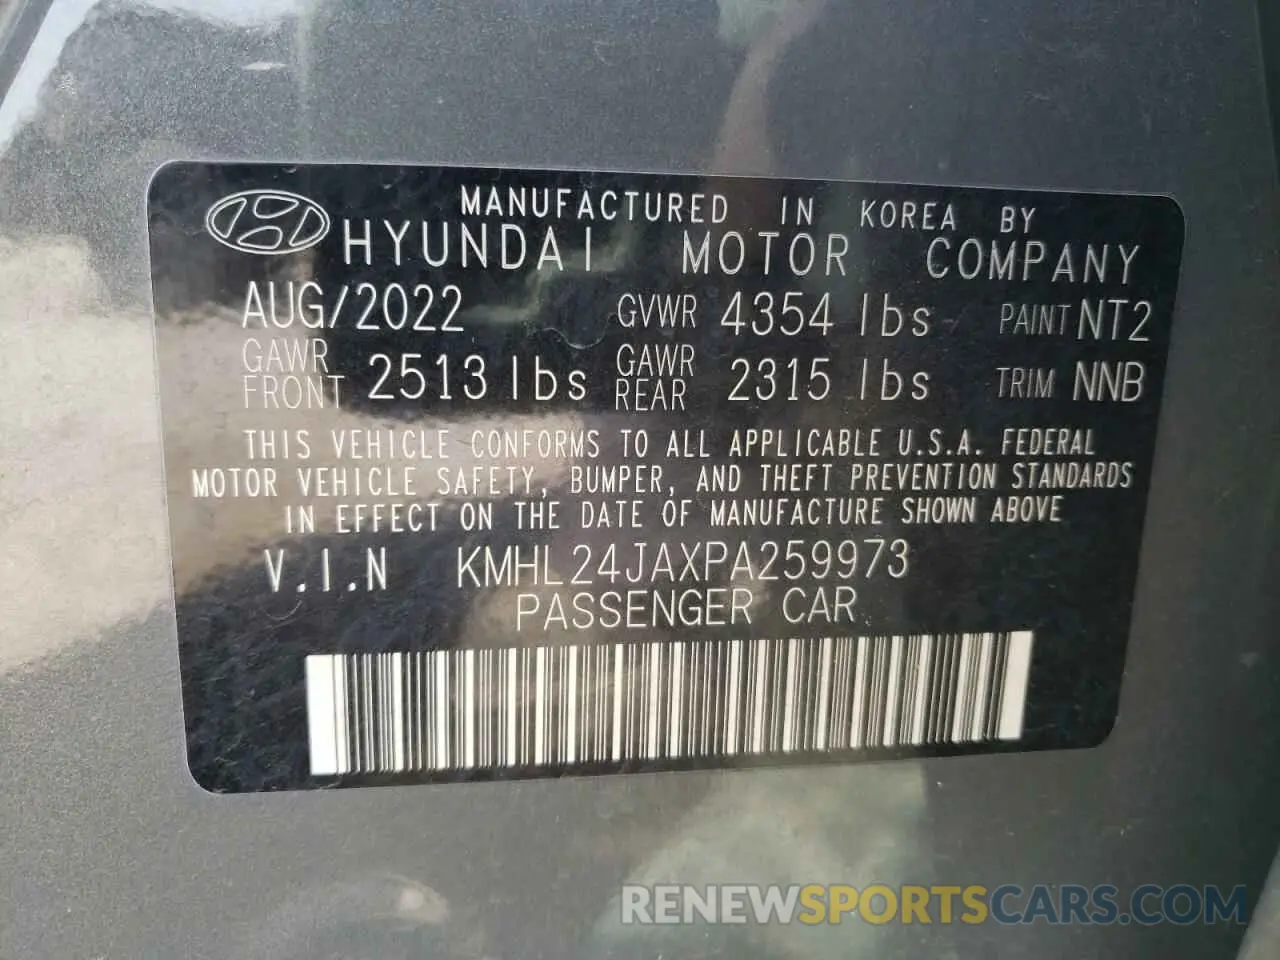 MANUFACTURED IN KOREA BY
HYUNDAI MOTOR COMPANY
AUG/2022 GVWR 4354 lbs PAINT NT2
GAWR FRONT 2513 lbs GAWR REAR 2315 lbs TRIM NNB
THIS VEHICLE CONFORMS TO ALL APPLICABLE U.S.A. FEDERAL
MOTOR VEHICLE SAFETY, BUMPER, AND THEFT PREVENTION STANDARDS
IN EFFECT ON THE DATE OF MANUFACTURE SHOWN ABOVE
V.I.N KMHL24JAXPA259973
PASSENGER CAR
RENEWSPORTSCARS.COM